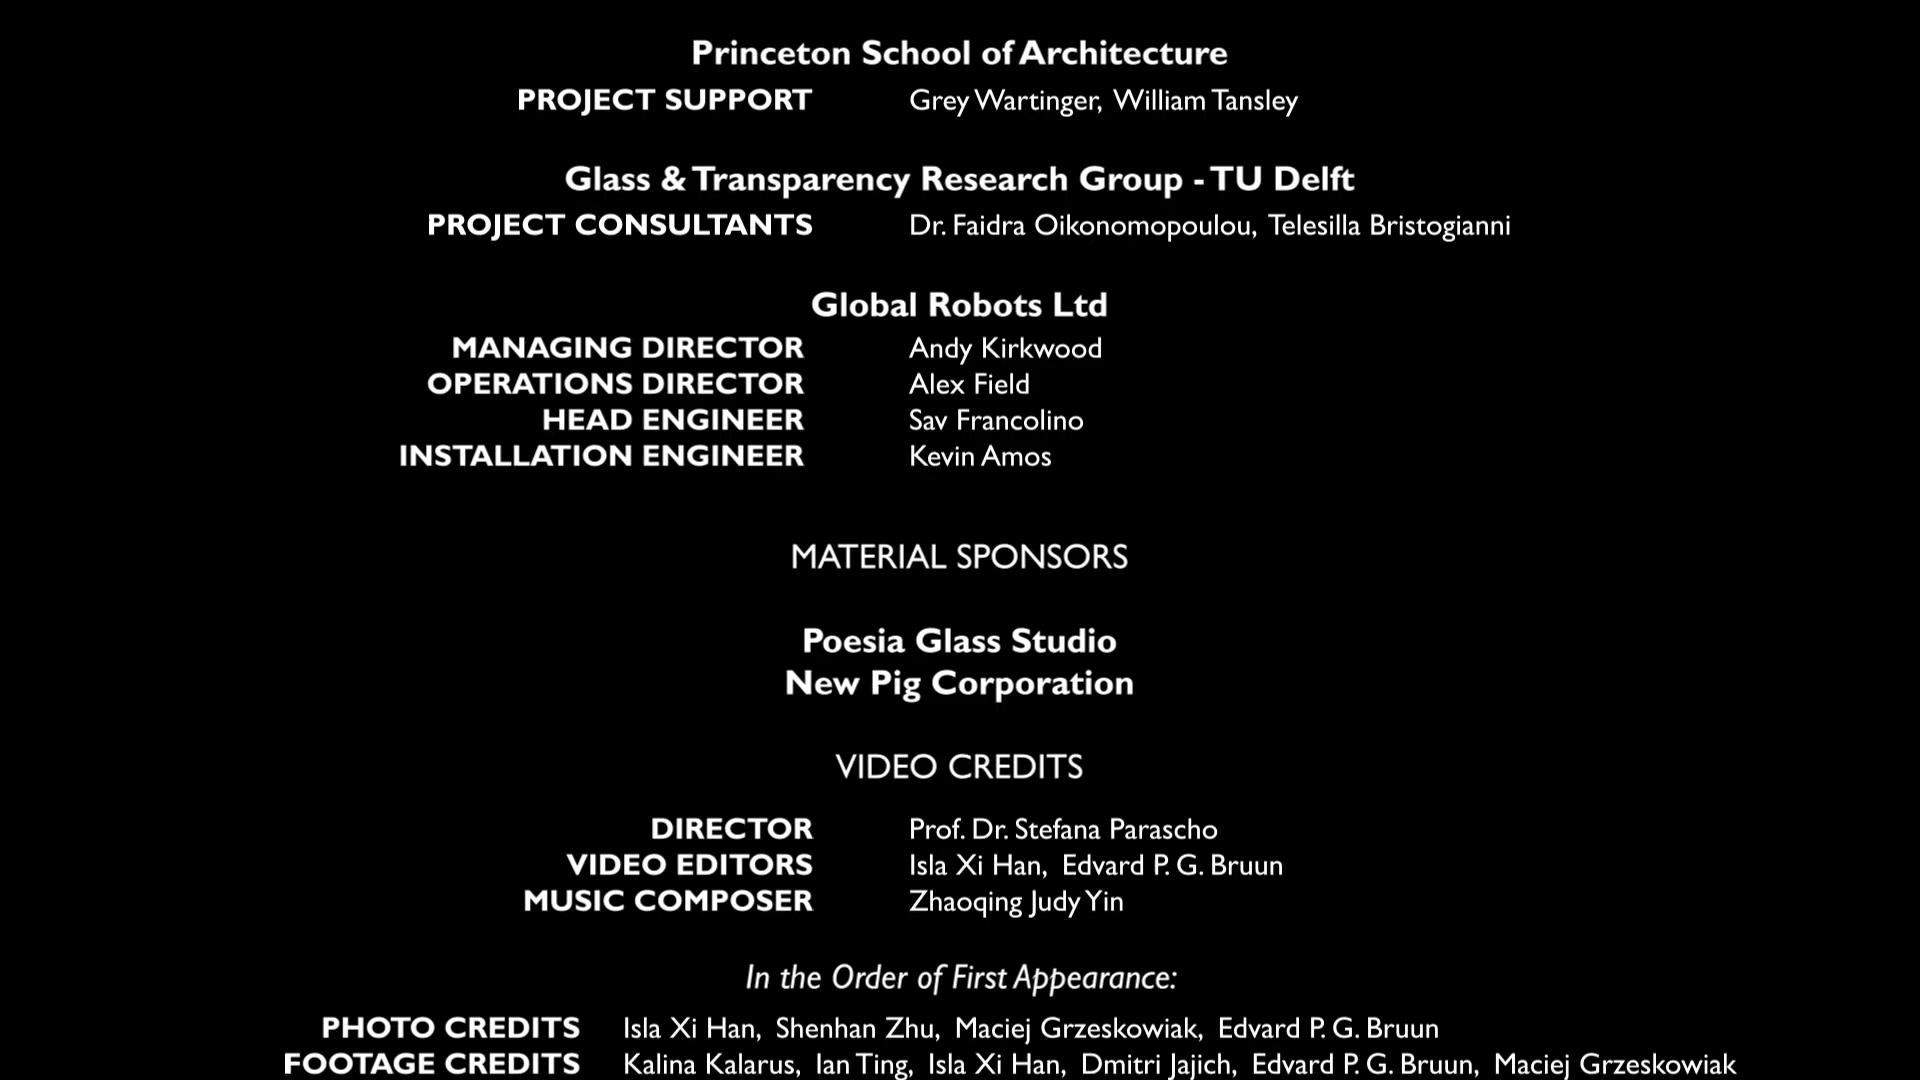 Princeton School of Architecture
PROJECT SUPPORT Grey Wartinger, William Tansley
Glass & Transparency Research Group - TU Delft
PROJECT CONSULTANTS Dr. Faidra Oikonomopoulou, Telesilla Bristogianni
Global Robots Ltd
MANAGING DIRECTOR Andy Kirkwood
OPERATIONS DIRECTOR Alex Field
HEAD ENGINEER Sav Francolino
INSTALLATION ENGINEER Kevin Amos
MATERIAL SPONSORS
Poesia Glass Studio
New Pig Corporation
VIDEO CREDITS
DIRECTOR Prof. Dr. Stefana Parascho
VIDEO EDITORS Isla Xi Han, Edvard P. G. Bruun
MUSIC COMPOSER Zhaoqing Judy Yin
In the Order of First Appearance:
PHOTO CREDITS Isla Xi Han, Shenhan Zhu, Maciej Grzeskowiak, Edvard P. G. Bruun
FOOTAGE CREDITS Kalina Kalarus, Ian Ting, Isla Xi Han, Dmitri Jajich, Edvard P. G. Bruun, Maciej Grzeskowiak